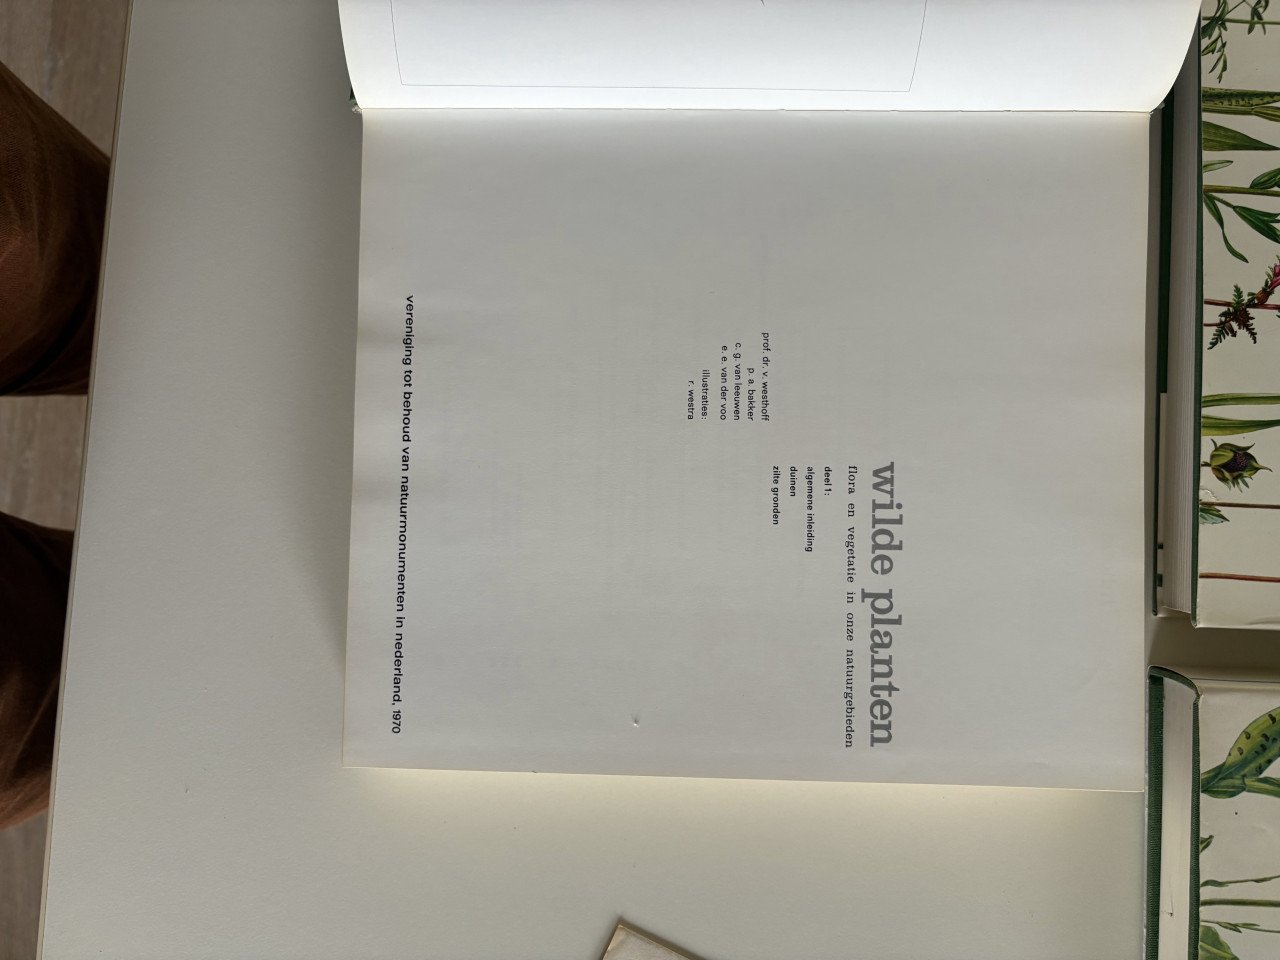 wilde planten
flora en vegetatie in onze natuurgebieden
deel 1:
algemene inleiding
duinen
zilte gronden
prof. dr. v. westhoff
p. a. bakker
c. g. van leeuwen
e. e. van der voo
illustraties:
r. westra
vereniging tot behoud van natuurmonumenten in nederland, 1970